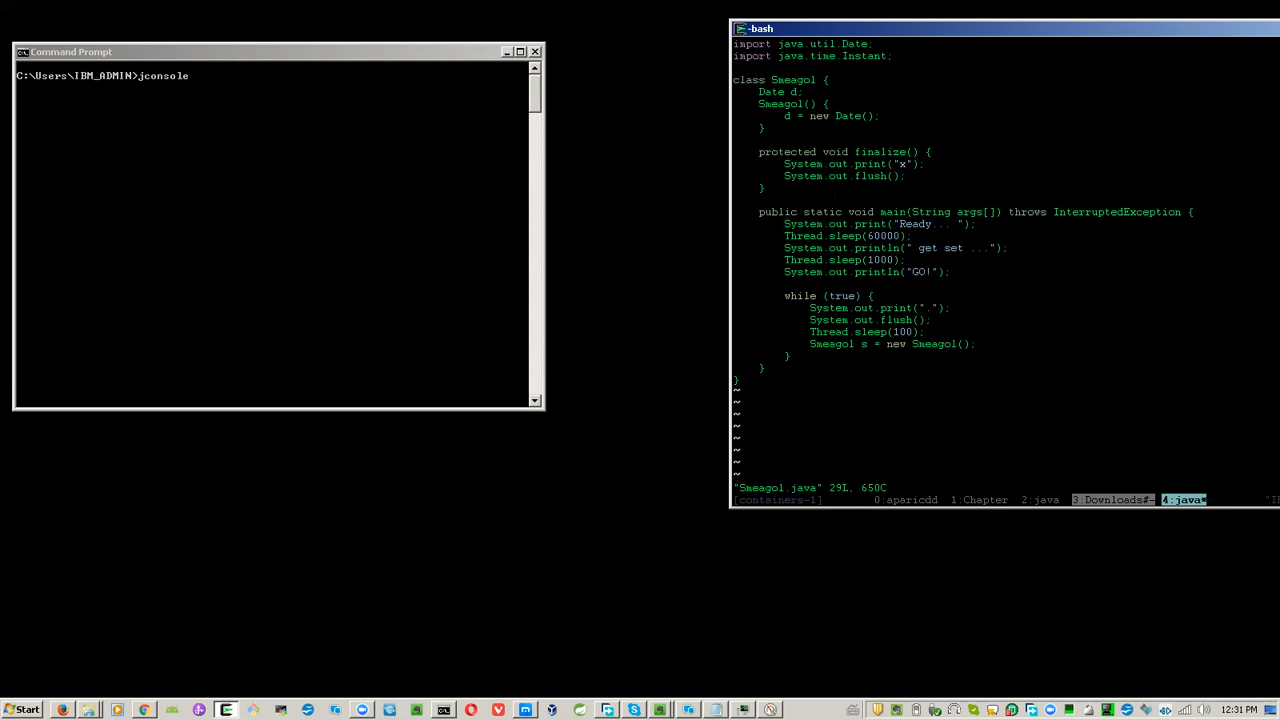 Command Prompt
C:\Users\IBM_ADMIN>jconsole
-bash
import java.util.Date;
import java.time.Instant;
class Smeagol {
Date d;
Smeagol() {
d = new Date();
}
protected void finalize() {
System.out.print("x");
System.out.flush();
}
public static void main(String args[]) throws InterruptedException {
System.out.print("Ready... ");
Thread.sleep(60000);
System.out.println(" get set ...");
Thread.sleep(1000);
System.out.println("GO!");
while (true) {
System.out.print(".");
System.out.flush();
Thread.sleep(100);
Smeagol s = new Smeagol();
}
}
}
~
~
~
~
~
~
~
~
"Smeagol.java" 29L, 650C
[containers-1] 0:aparicdd 1:Chapter 2:java 3:Downloads#- 4:java*
Start
12:31 PM